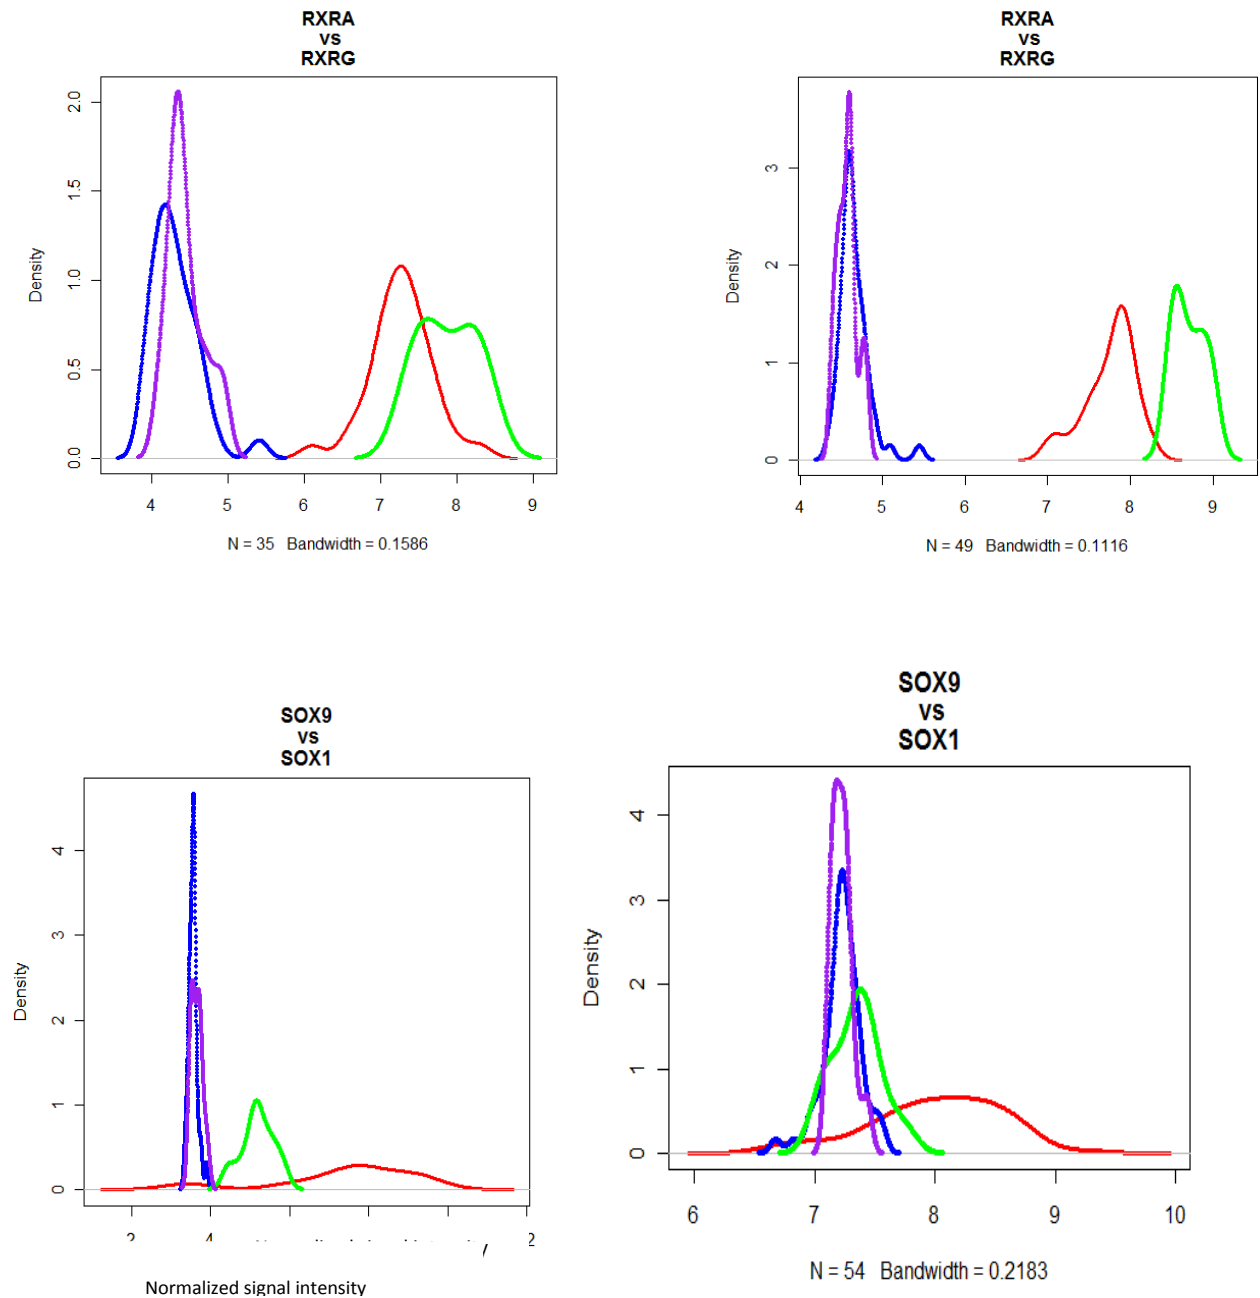 RXRA
vs
RXRG
Density
0.0 0.5 1.0 1.5 2.0
4 5 6 7 8 9
N = 35 Bandwidth = 0.1586
RXRA
vs
RXRG
Density
0 1 2 3
4 5 6 7 8 9
N = 49 Bandwidth = 0.1116
SOX9
vs
SOX1
Density
0 1 2 3 4
2 4 2
Normalized signal intensity
SOX9
vs
SOX1
Density
0 1 2 3 4
6 7 8 9 10
N = 54 Bandwidth = 0.2183